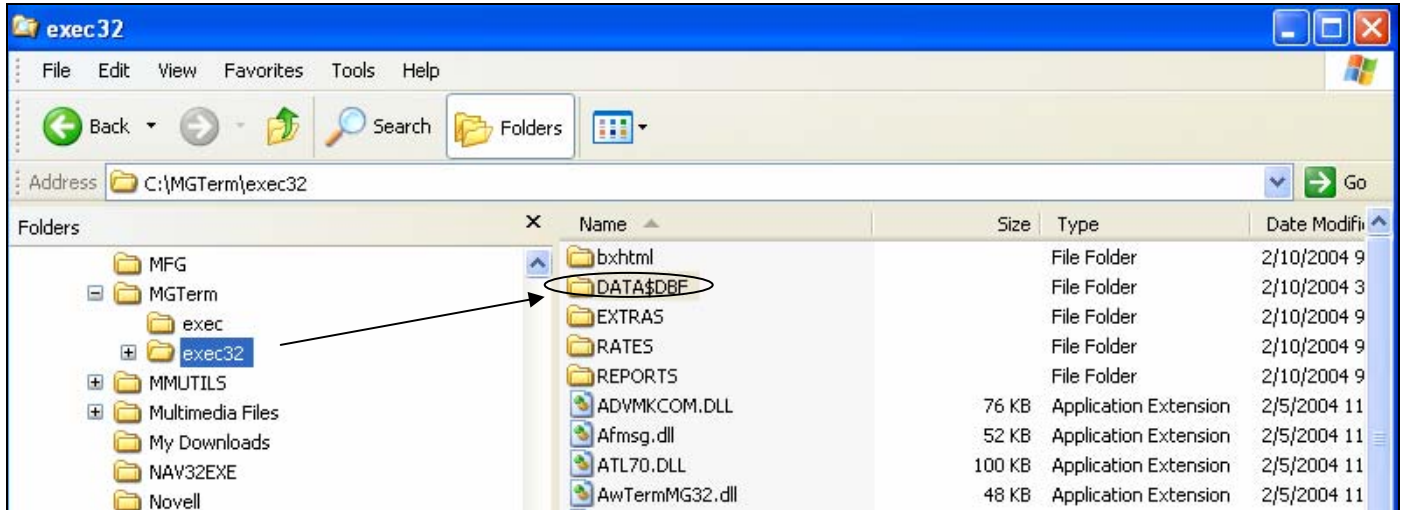 exec32
File Edit View Favorites Tools Help
Back Search Folders
Address C:\MGTerm\exec32 Go
Folders X Name Size Type Date Modifi
MFG
MGTerm
exec
exec32
MMUTILS
Multimedia Files
My Downloads
NAV32EXE
Novell
bxhtml File Folder 2/10/2004 9
DATA$DBF File Folder 2/10/2004 3
EXTRAS File Folder 2/10/2004 9
RATES File Folder 2/10/2004 9
REPORTS File Folder 2/10/2004 9
ADVMKCOM.DLL 76 KB Application Extension 2/5/2004 11
Afmsg.dll 52 KB Application Extension 2/5/2004 11
ATL70.DLL 100 KB Application Extension 2/5/2004 11
AwTermMG32.dll 48 KB Application Extension 2/5/2004 11